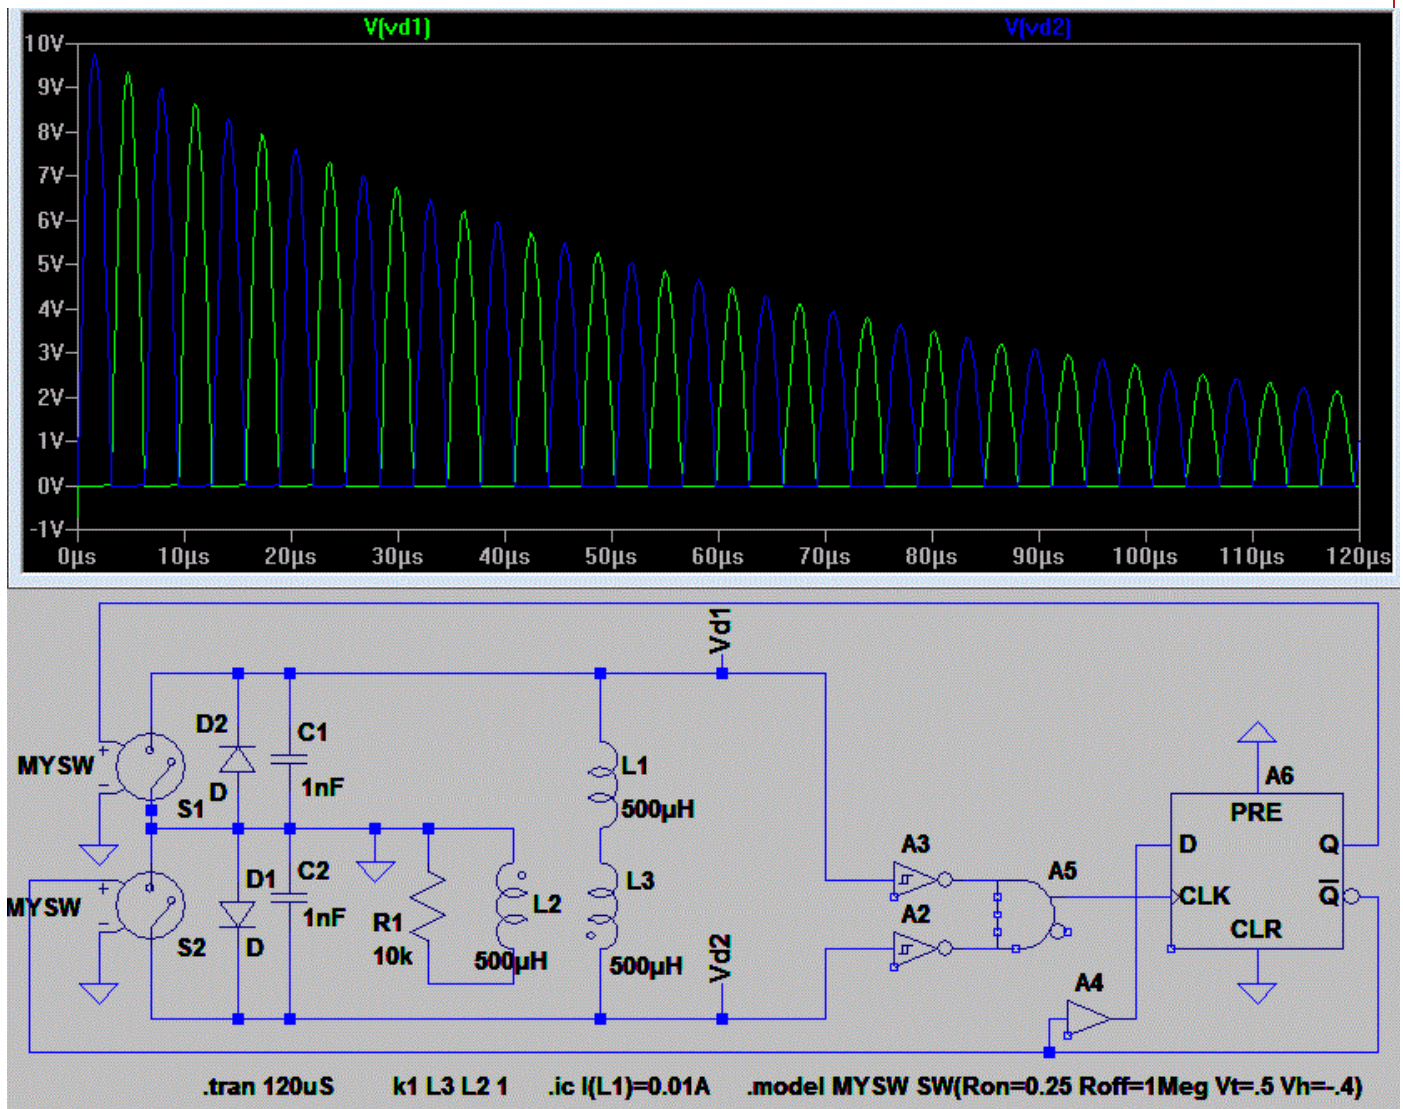 V(vd1) V(vd2)
10V
9V
8V
7V
6V
5V
4V
3V
2V
1V
0V
-1V
0µs 10µs 20µs 30µs 40µs 50µs 60µs 70µs 80µs 90µs 100µs 110µs 120µs
Vd1
D2
C1
MYSW
+
−
D
1nF
S1
L1
500µH
A6
PRE
D
Q
A3
A5
CLK
Q
CLR
MYSW
+
−
S2
D1
D
C2
1nF
R1
10k
L2
500µH
L3
500µH
Vd2
A2
A4
.tran 120uS k1 L3 L2 1 .ic I(L1)=0.01A .model MYSW SW(Ron=0.25 Roff=1Meg Vt=.5 Vh=-.4)